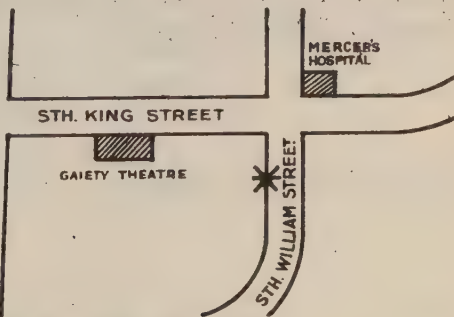 MERCER'S
HOSPITAL
STH. KING STREET
GAIETY THEATRE
STH. WILLIAM STREET